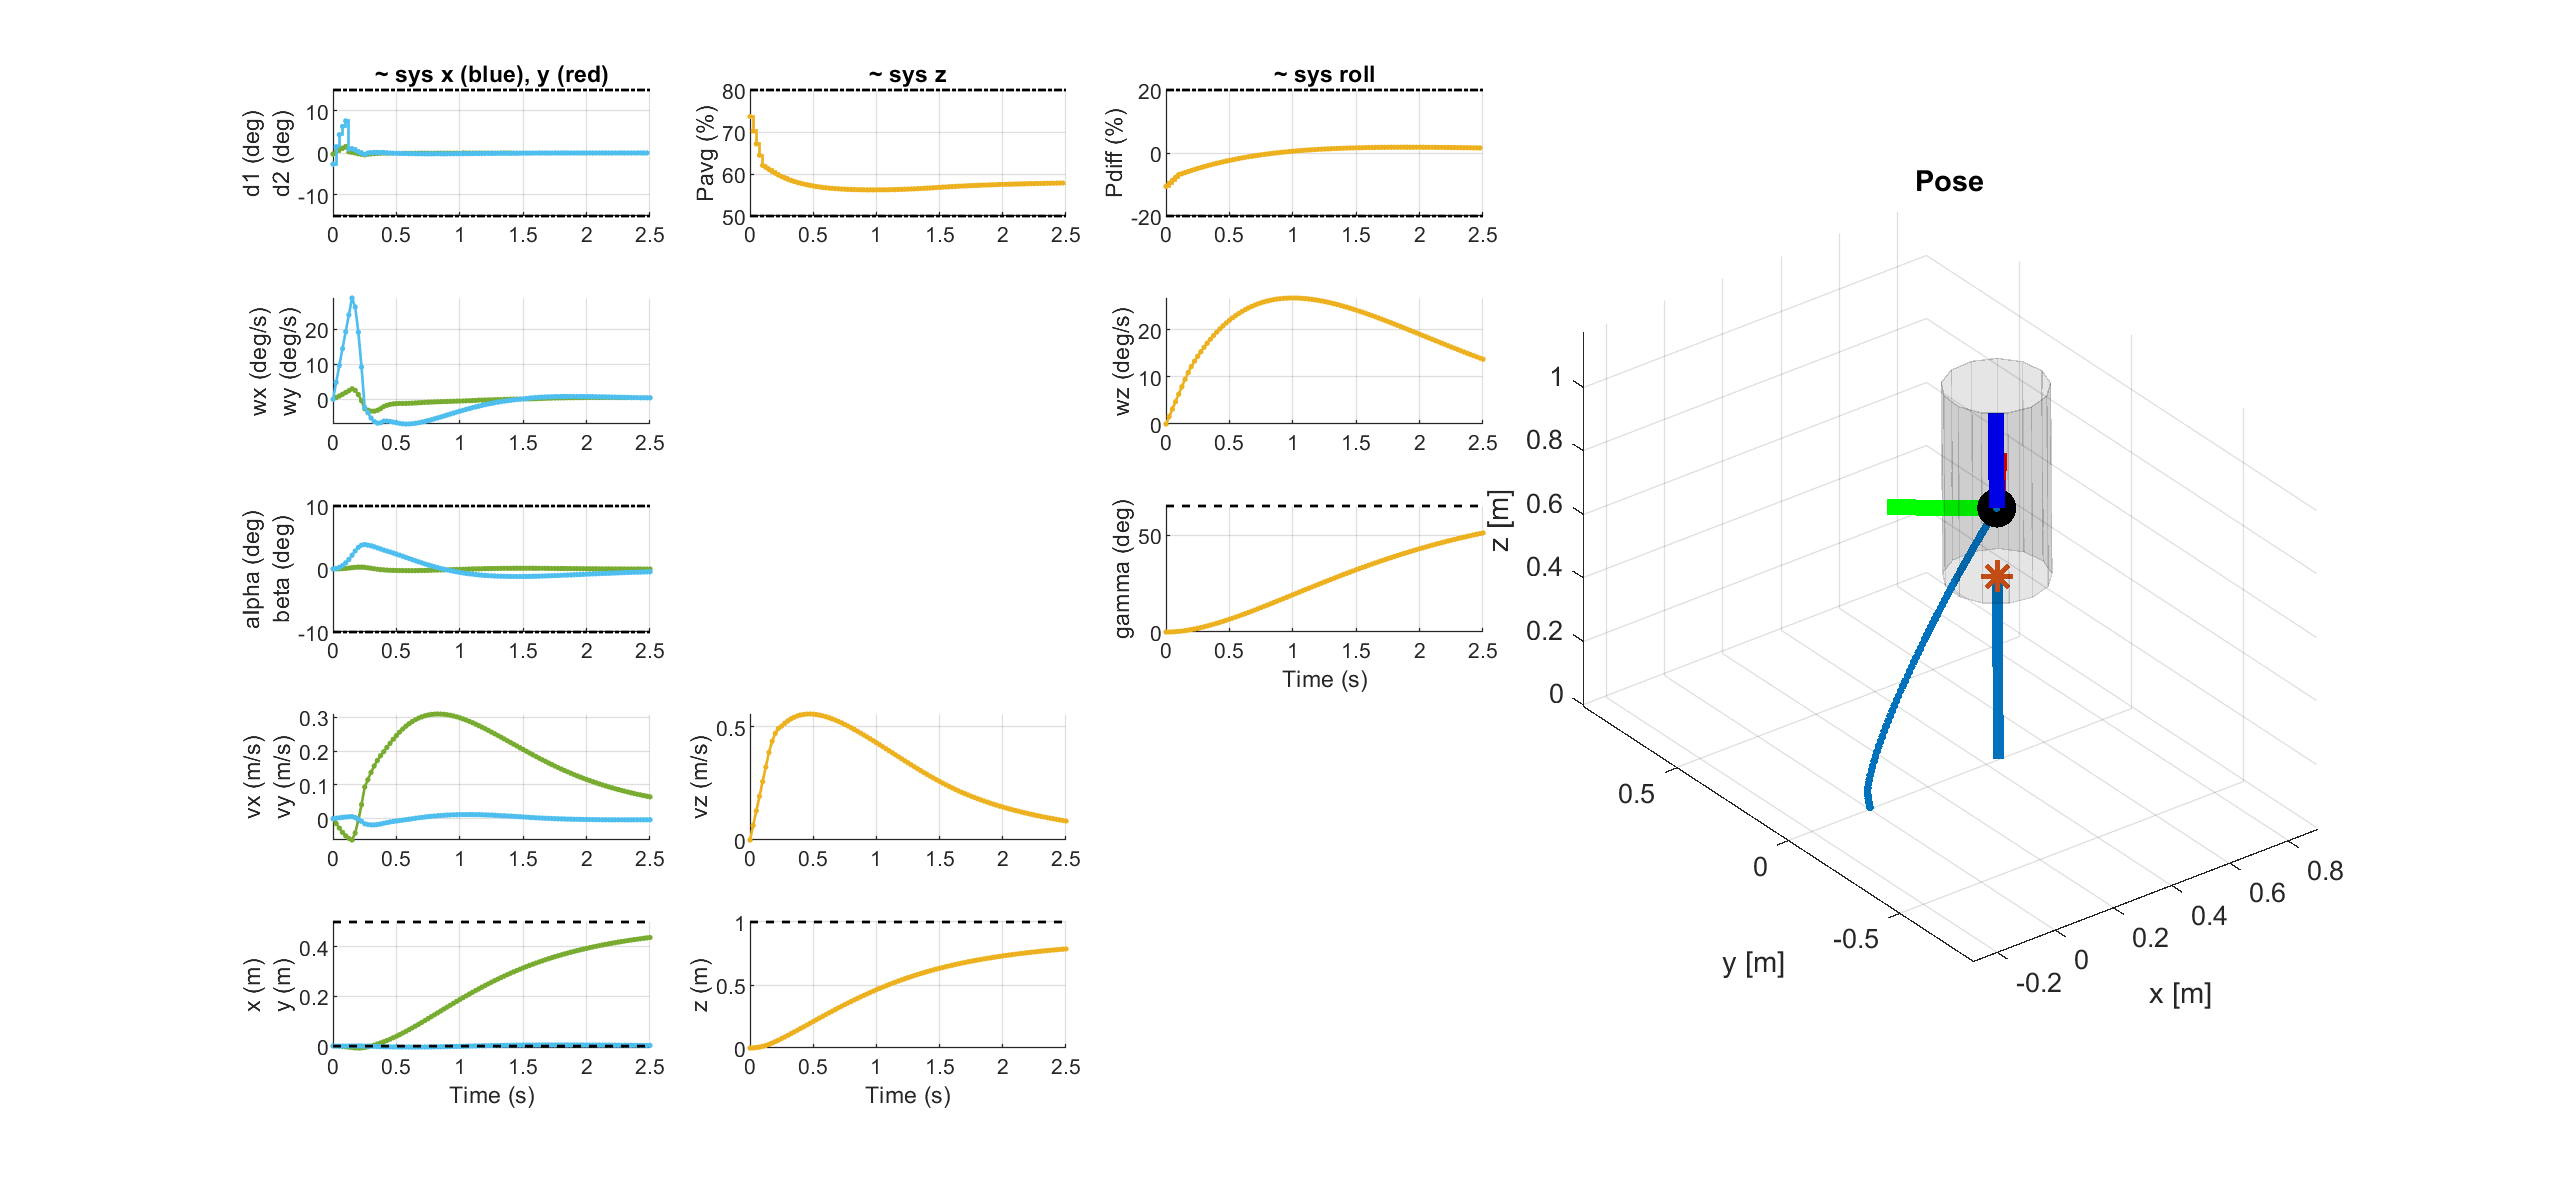 ~ sys x (blue), y (red)
d1 (deg)
d2 (deg)
10
0
-10
0 0.5 1 1.5 2 2.5
~ sys z
Pavg (%)
80
70
60
50
0 0.5 1 1.5 2 2.5
~ sys roll
Pdiff (%)
20
0
-20
0 0.5 1 1.5 2 2.5
wx (deg/s)
wy (deg/s)
20
10
0
0 0.5 1 1.5 2 2.5
wz (deg/s)
20
10
0
0 0.5 1 1.5 2 2.5
alpha (deg)
beta (deg)
10
0
-10
0 0.5 1 1.5 2 2.5
gamma (deg)
50
0
0 0.5 1 1.5 2 2.5
Time (s)
vx (m/s)
vy (m/s)
0.3
0.2
0.1
0
0 0.5 1 1.5 2 2.5
vz (m/s)
0.5
0
0 0.5 1 1.5 2 2.5
x (m)
y (m)
0.4
0.2
0
0 0.5 1 1.5 2 2.5
Time (s)
z (m)
1
0.5
0
0 0.5 1 1.5 2 2.5
Time (s)
Pose
z [m]
1
0.8
0.6
0.4
0.2
0
0.5
0
-0.5
y [m]
-0.2
0
0.2
0.4
0.6
0.8
x [m]